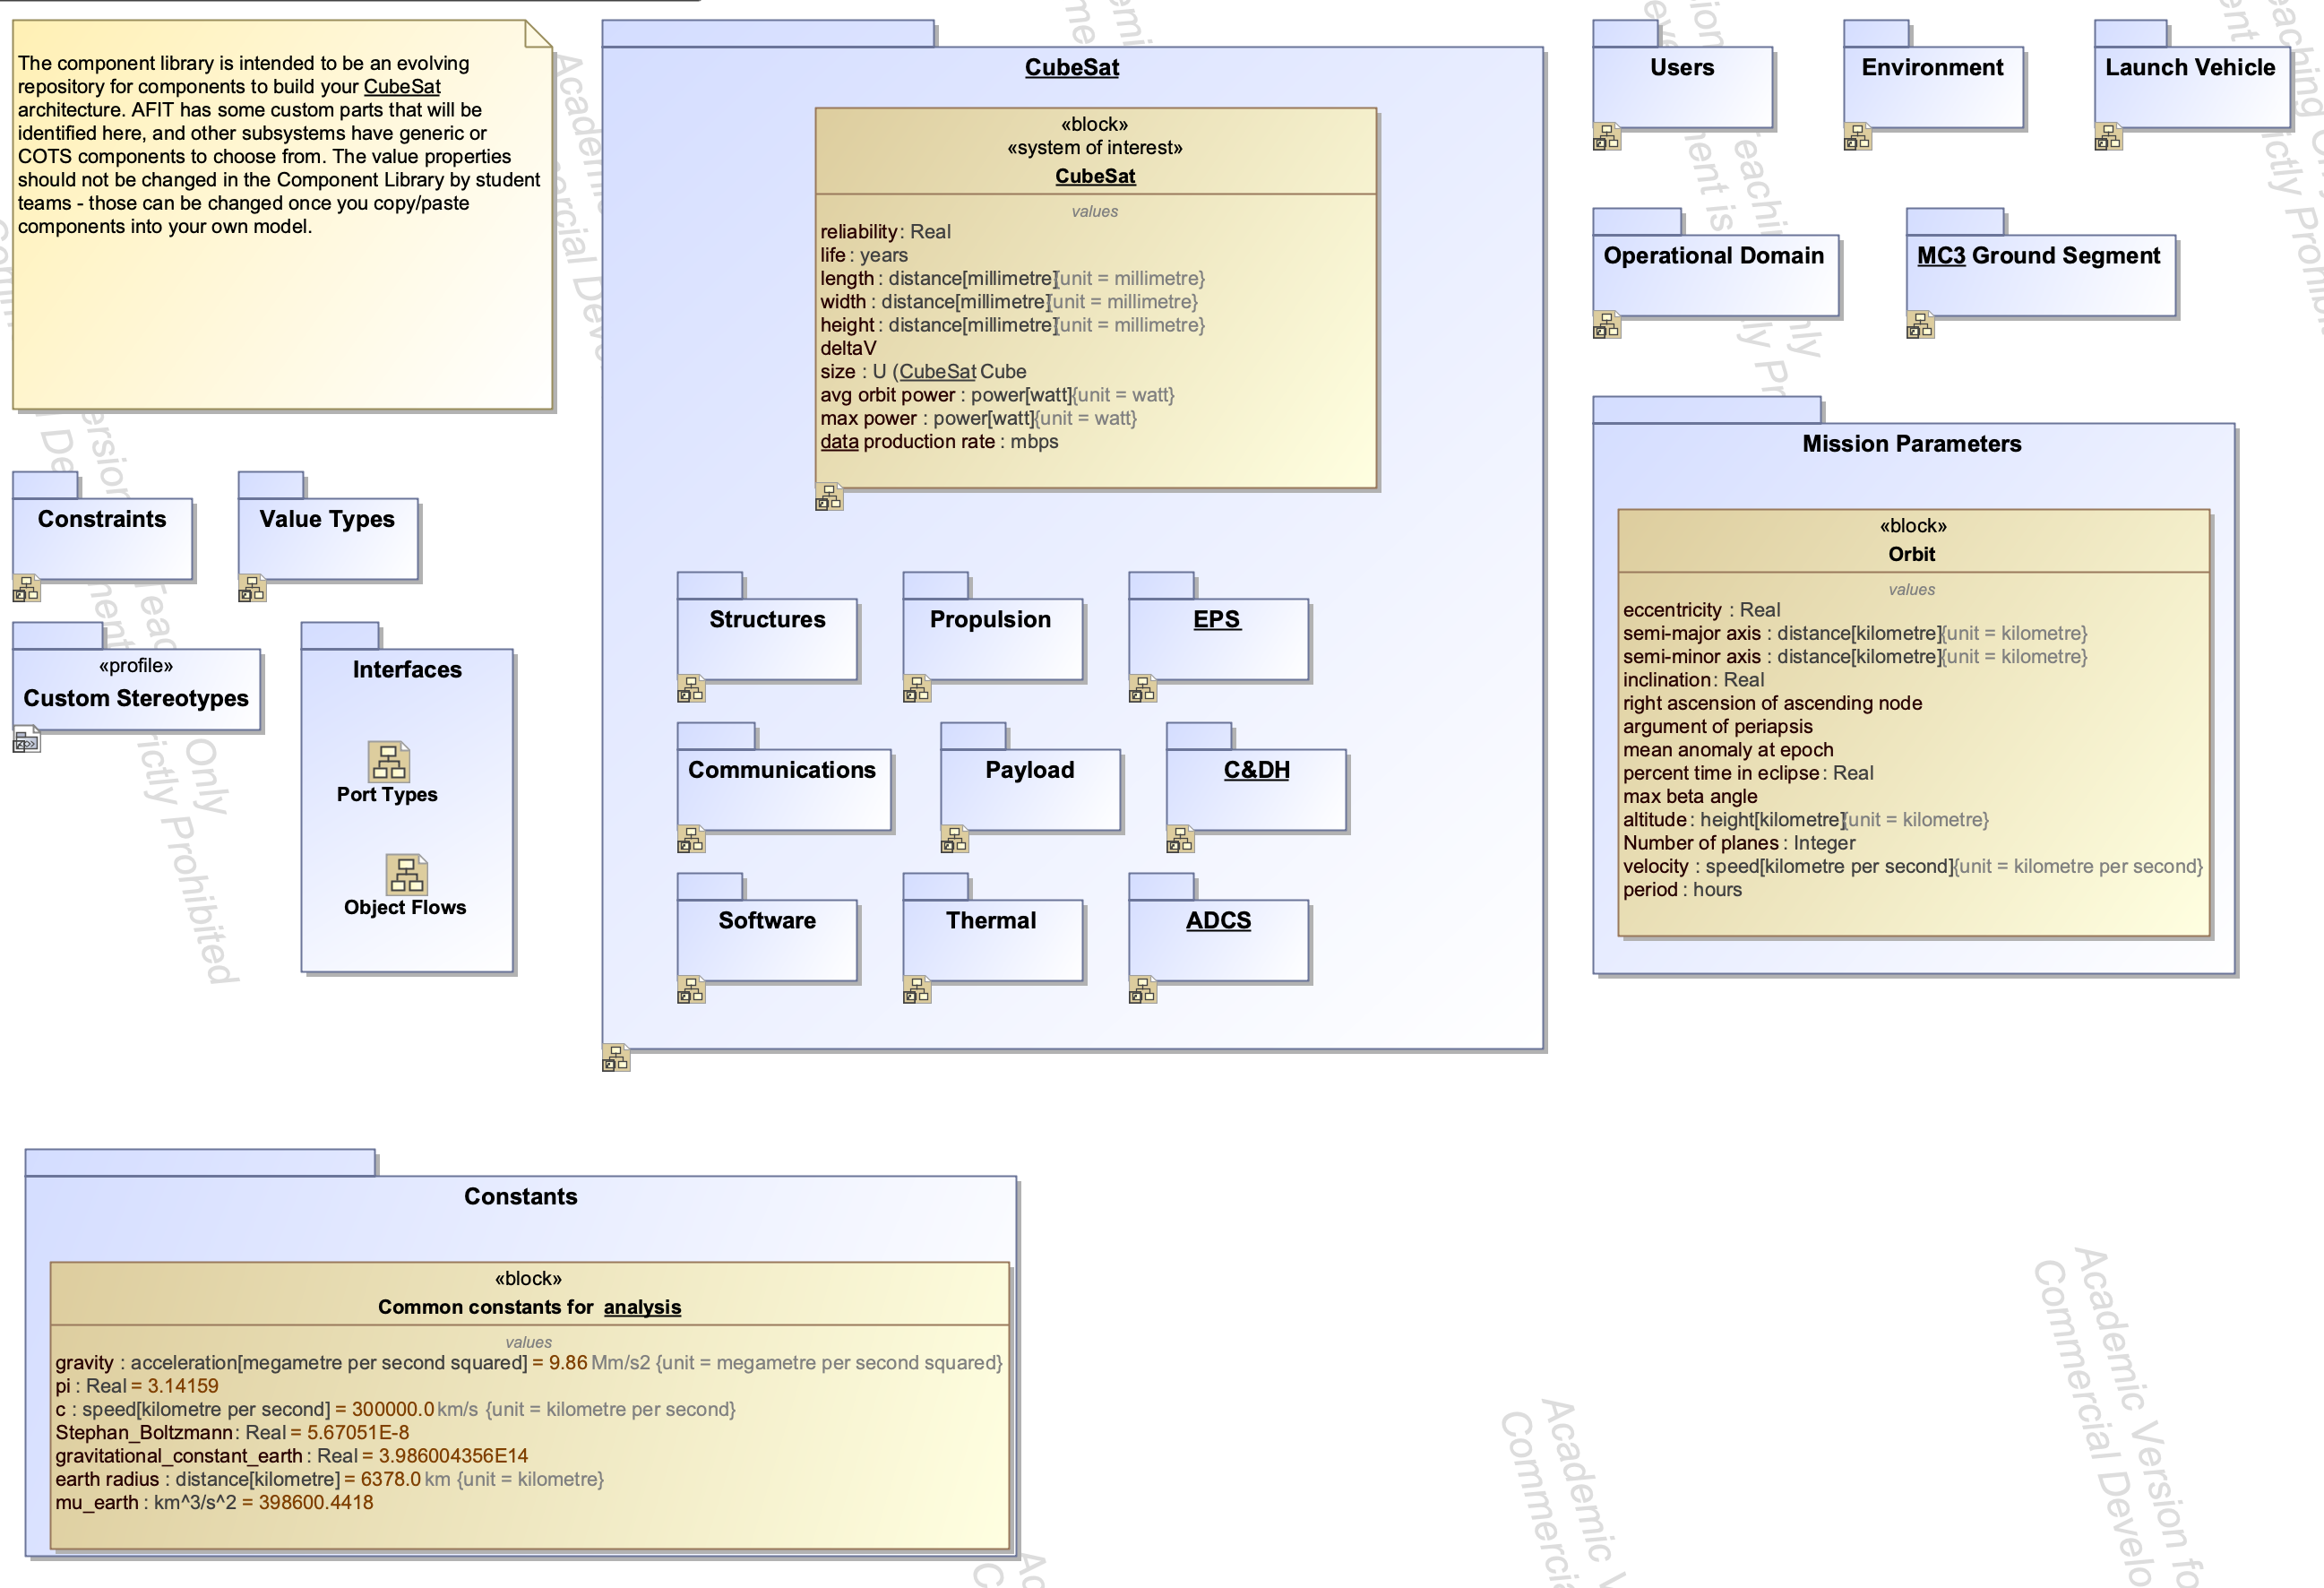 The component library is intended to be an evolving
repository for components to build your CubeSat
architecture. AFIT has some custom parts that will be
identified here, and other subsystems have generic or
COTS components to choose from. The value properties
should not be changed in the Component Library by student
teams - those can be changed once you copy/paste
components into your own model.
Constraints
Value Types
«profile»
Custom Stereotypes
Interfaces
Port Types
Object Flows
CubeSat
«block»
«system of interest»
CubeSat
values
reliability : Real
life : years
length : distance[millimetre]{unit = millimetre}
width : distance[millimetre]{unit = millimetre}
height : distance[millimetre]{unit = millimetre}
deltaV
size : U (CubeSat Cube
avg orbit power : power[watt]{unit = watt}
max power : power[watt]{unit = watt}
data production rate : mbps
Structures
Propulsion
EPS
Communications
Payload
C&DH
Software
Thermal
ADCS
Users
Environment
Launch Vehicle
Operational Domain
MC3 Ground Segment
Mission Parameters
«block»
Orbit
values
eccentricity : Real
semi-major axis : distance[kilometre]{unit = kilometre}
semi-minor axis : distance[kilometre]{unit = kilometre}
inclination : Real
right ascension of ascending node
argument of periapsis
mean anomaly at epoch
percent time in eclipse : Real
max beta angle
altitude : height[kilometre]{unit = kilometre}
Number of planes : Integer
velocity : speed[kilometre per second]{unit = kilometre per second}
period : hours
Constants
«block»
Common constants for analysis
values
gravity : acceleration[megametre per second squared] = 9.86 Mm/s2 {unit = megametre per second squared}
pi : Real = 3.14159
c : speed[kilometre per second] = 300000.0 km/s {unit = kilometre per second}
Stephan_Boltzmann : Real = 5.67051E-8
gravitational_constant_earth : Real = 3.986004356E14
earth radius : distance[kilometre] = 6378.0 km {unit = kilometre}
mu_earth : km^3/s^2 = 398600.4418
Academic Version fo
Commercial Develo
Academic V
Commercia